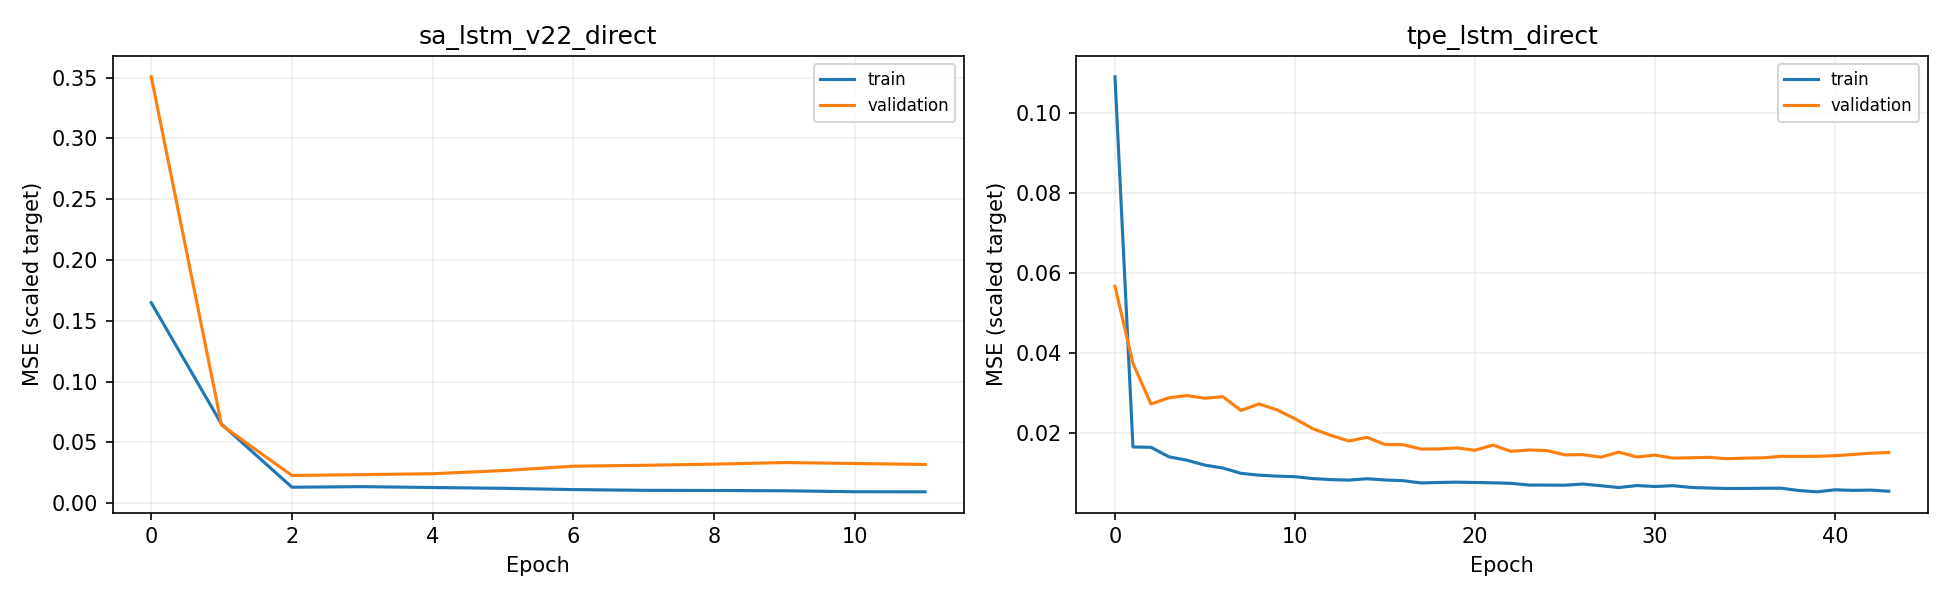 sa_lstm_v22_direct
train
validation
MSE (scaled target)
0.35
0.30
0.25
0.20
0.15
0.10
0.05
0.00
0 2 4 6 8 10
Epoch
tpe_lstm_direct
train
validation
MSE (scaled target)
0.10
0.08
0.06
0.04
0.02
0 10 20 30 40
Epoch